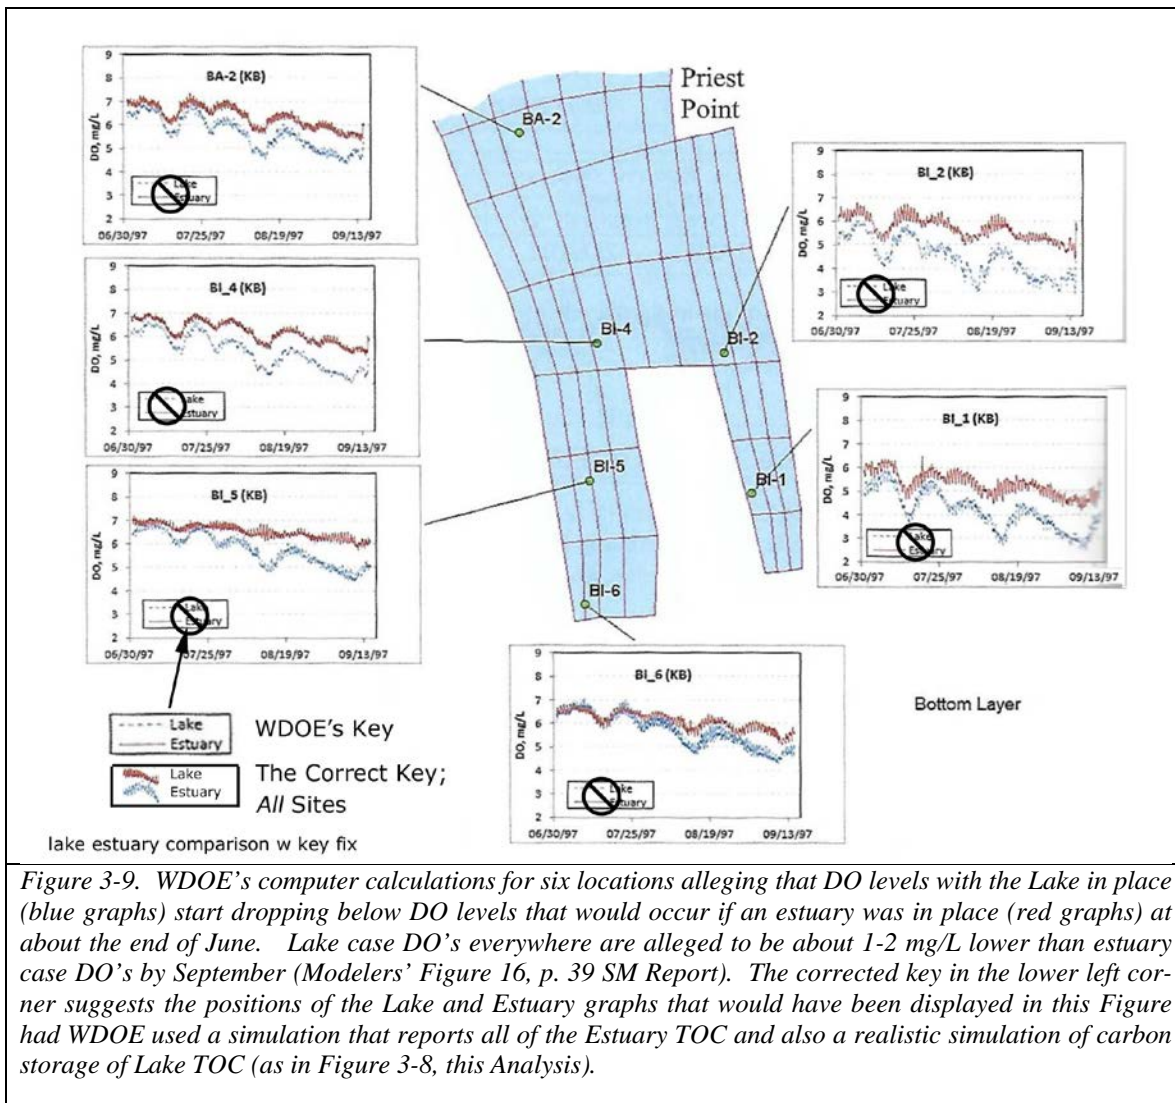 BA-2 (KB)
DO, mg/L
9
8
7
6
5
4
3
2
Lake
Estuary
06/30/97 07/25/97 08/19/97 09/13/97
BI_4 (KB)
DO, mg/L
9
8
7
6
5
4
3
2
Lake
Estuary
06/30/97 07/25/97 08/19/97 09/13/97
BI_5 (KB)
DO, mg/L
9
8
7
6
5
4
3
2
Lake
Estuary
06/30/97 07/25/97 08/19/97 09/13/97
Priest
Point
BA-2
BI-4
BI-2
BI-5
BI-1
BI-6
BI_2 (KB)
DO, mg/L
9
8
7
6
5
4
3
2
Lake
Estuary
06/30/97 07/25/97 08/19/97 09/13/97
BI_1 (KB)
DO, mg/L
9
8
7
6
5
4
3
2
Lake
Estuary
06/30/97 07/25/97 08/19/97 09/13/97
BI_6 (KB)
DO, mg/L
9
8
7
6
5
4
3
2
Lake
Estuary
06/30/97 07/25/97 08/19/97 09/13/97
Bottom Layer
Lake
Estuary
WDOE's Key
Lake
Estuary
The Correct Key;
All Sites
lake estuary comparison w key fix
Figure 3-9. WDOE's computer calculations for six locations alleging that DO levels with the Lake in place
(blue graphs) start dropping below DO levels that would occur if an estuary was in place (red graphs) at
about the end of June. Lake case DO's everywhere are alleged to be about 1-2 mg/L lower than estuary
case DO's by September (Modelers' Figure 16, p. 39 SM Report). The corrected key in the lower left cor-
ner suggests the positions of the Lake and Estuary graphs that would have been displayed in this Figure
had WDOE used a simulation that reports all of the Estuary TOC and also a realistic simulation of carbon
storage of Lake TOC (as in Figure 3-8, this Analysis).